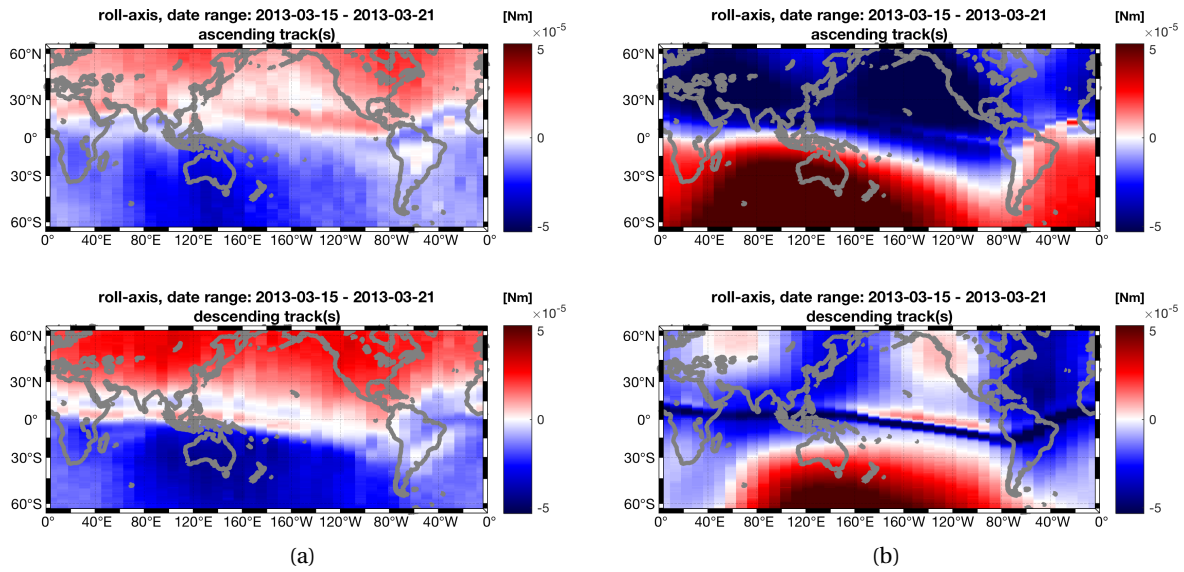 roll-axis, date range: 2013-03-15 - 2013-03-21
ascending track(s)
[Nm]
×10⁻⁵
60°N
30°N
0°
30°S
60°S
0° 40°E 80°E 120°E 160°E 160°W 120°W 80°W 40°W 0°
5
0
-5
roll-axis, date range: 2013-03-15 - 2013-03-21
ascending track(s)
[Nm]
×10⁻⁵
60°N
30°N
0°
30°S
60°S
0° 40°E 80°E 120°E 160°E 160°W 120°W 80°W 40°W 0°
5
0
-5
roll-axis, date range: 2013-03-15 - 2013-03-21
descending track(s)
[Nm]
×10⁻⁵
60°N
30°N
0°
30°S
60°S
0° 40°E 80°E 120°E 160°E 160°W 120°W 80°W 40°W 0°
5
0
-5
roll-axis, date range: 2013-03-15 - 2013-03-21
descending track(s)
[Nm]
×10⁻⁵
60°N
30°N
0°
30°S
60°S
0° 40°E 80°E 120°E 160°E 160°W 120°W 80°W 40°W 0°
5
0
-5
(a)
(b)